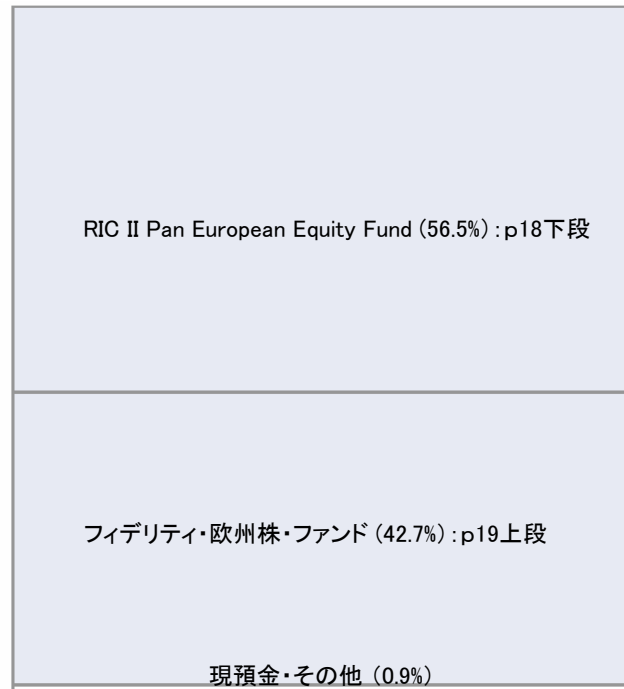 RIC II Pan European Equity Fund (56.5%) : p18下段
フィデリティ・欧州株・ファンド (42.7%) : p19上段
現預金・その他 (0.9%)